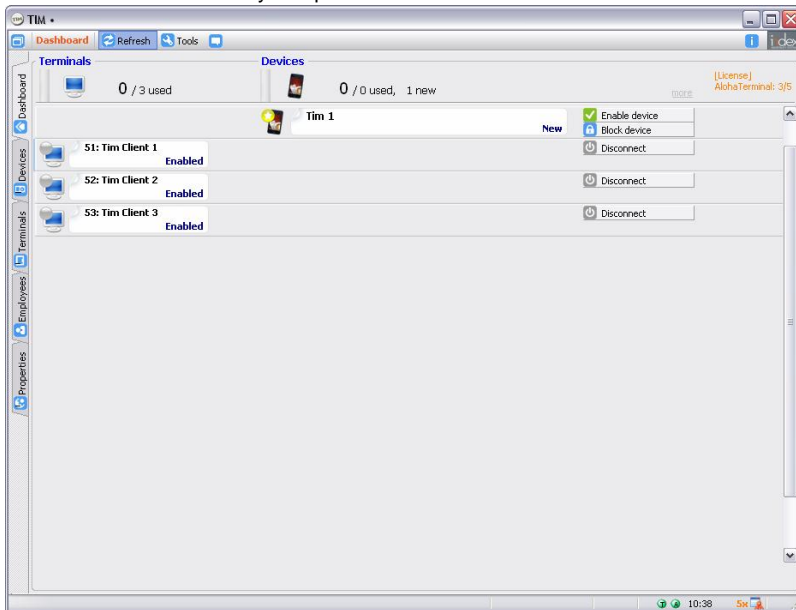 TIM •
Dashboard Refresh Tools
i dex
Terminals
0 / 3 used
Devices
0 / 0 used, 1 new
more
[License]
AlohaTerminal: 3/5
Dashboard
Devices
Terminals
Employees
Properties
Tim 1
New
Enable device
Block device
51: Tim Client 1
Enabled
Disconnect
52: Tim Client 2
Enabled
Disconnect
53: Tim Client 3
Enabled
Disconnect
10:38
5x